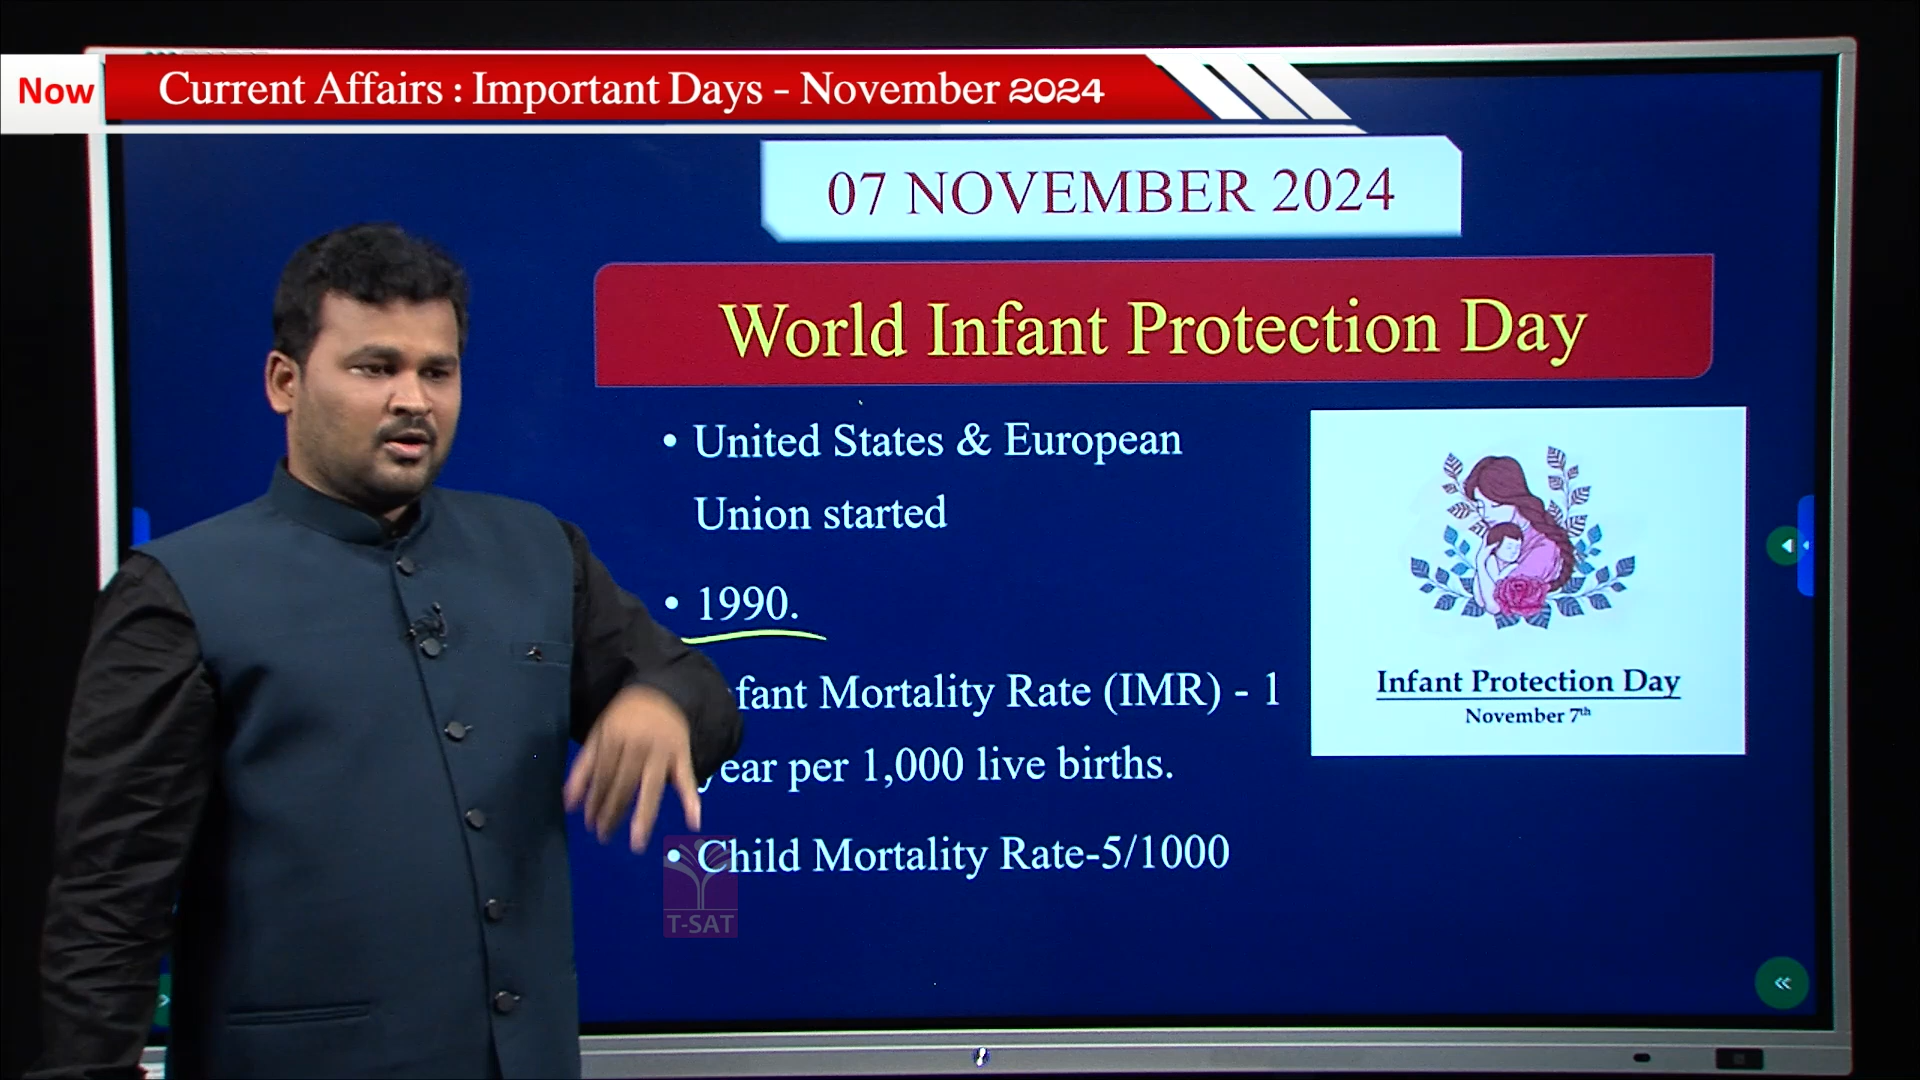 Now
Current Affairs : Important Days - November 2024
07 NOVEMBER 2024
World Infant Protection Day
• United States & European
Union started
• 1990.
nfant Mortality Rate (IMR) - 1
year per 1,000 live births.
• Child Mortality Rate-5/1000
T-SAT
Infant Protection Day
November 7th